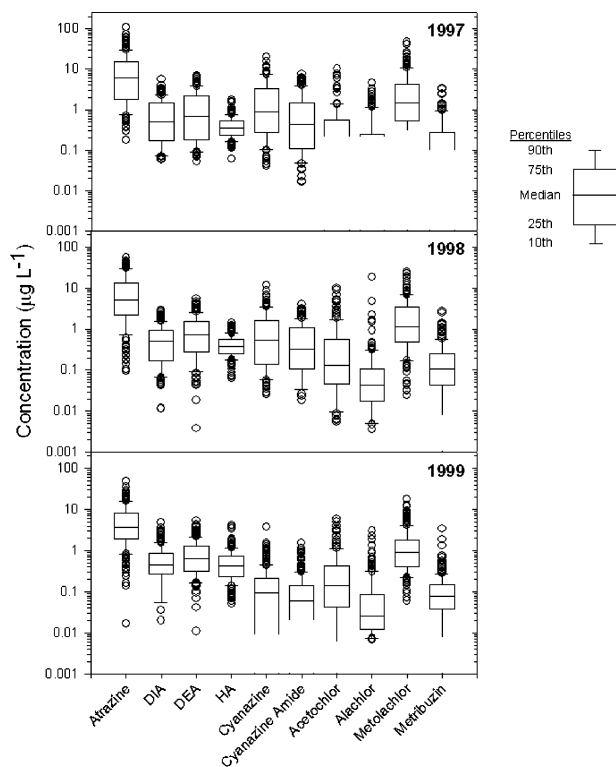 1997
100
10
1
0.1
0.01
0.001
1998
100
10
1
0.1
0.01
0.001
1999
100
10
1
0.1
0.01
0.001
Concentration (µg L-1)
Atrazine
DIA
DEA
HA
Cyanazine
Cyanazine Amide
Acetochlor
Alachlor
Metolachlor
Metribuzin
Percentiles
90th
75th
Median
25th
10th